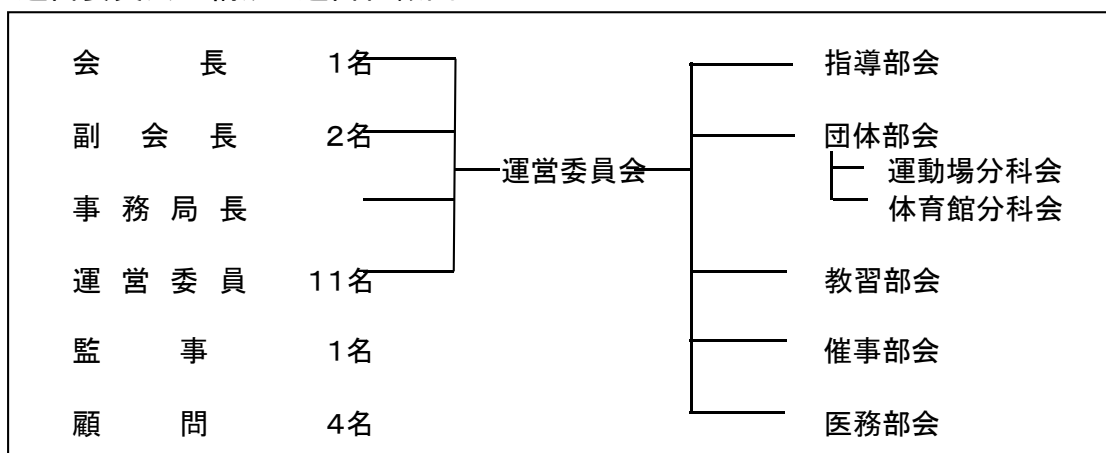 会長 1名 指導部会
副会長 2名 団体部会
運営委員会 運動場分科会
事務局長 体育館分科会
運営委員 11名 教習部会
監事 1名 催事部会
顧問 4名 医務部会